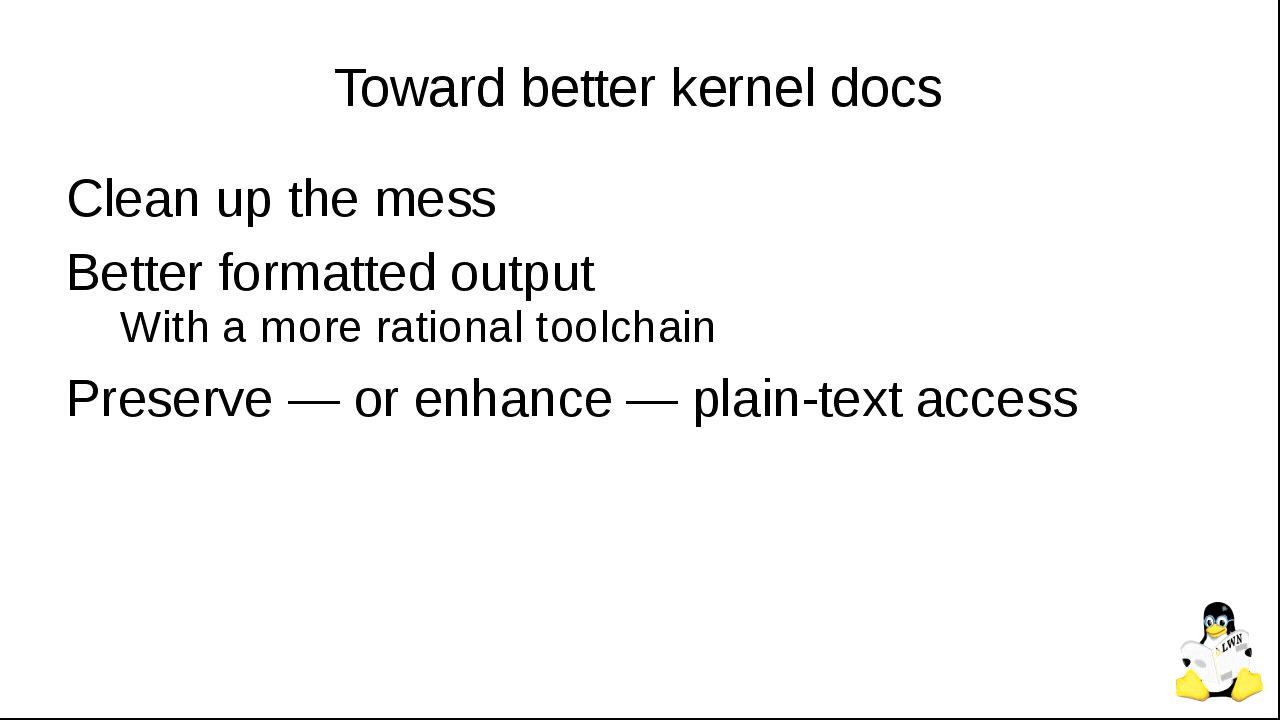 Toward better kernel docs
Clean up the mess
Better formatted output
With a more rational toolchain
Preserve — or enhance — plain-text access
LWN